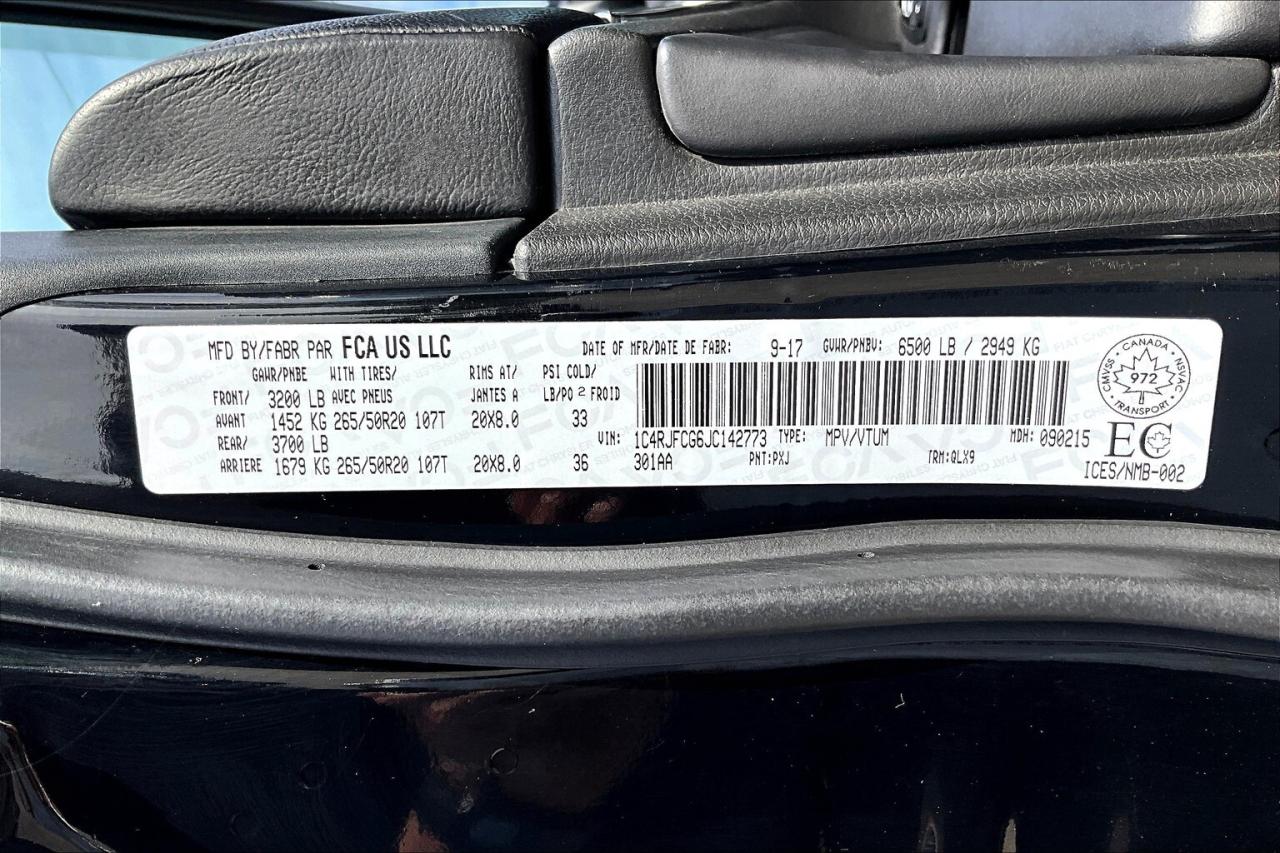 MFD BY/FABR PAR FCA US LLC DATE OF MFR/DATE DE FABR: 9-17 GVWR/PNBV: 6500 LB / 2949 KG
GAWR/PNBE WITH TIRES/ RIMS AT/ PSI COLD/
FRONT/ 3200 LB AVEC PNEUS JANTES A LB/PO 2 FROID
AVANT 1452 KG 265/50R20 107T 20X8.0 33
REAR/ 3700 LB VIN: 1C4RJFCG6JC142773 TYPE: MPV/VTUM MDH: 090215
ARRIERE 1679 KG 265/50R20 107T 20X8.0 36 301AA PNT:PXJ TRM:QLX9
CMVSS CANADA NSVAC
972
TRANSPORT
EC
ICES/NMB-002